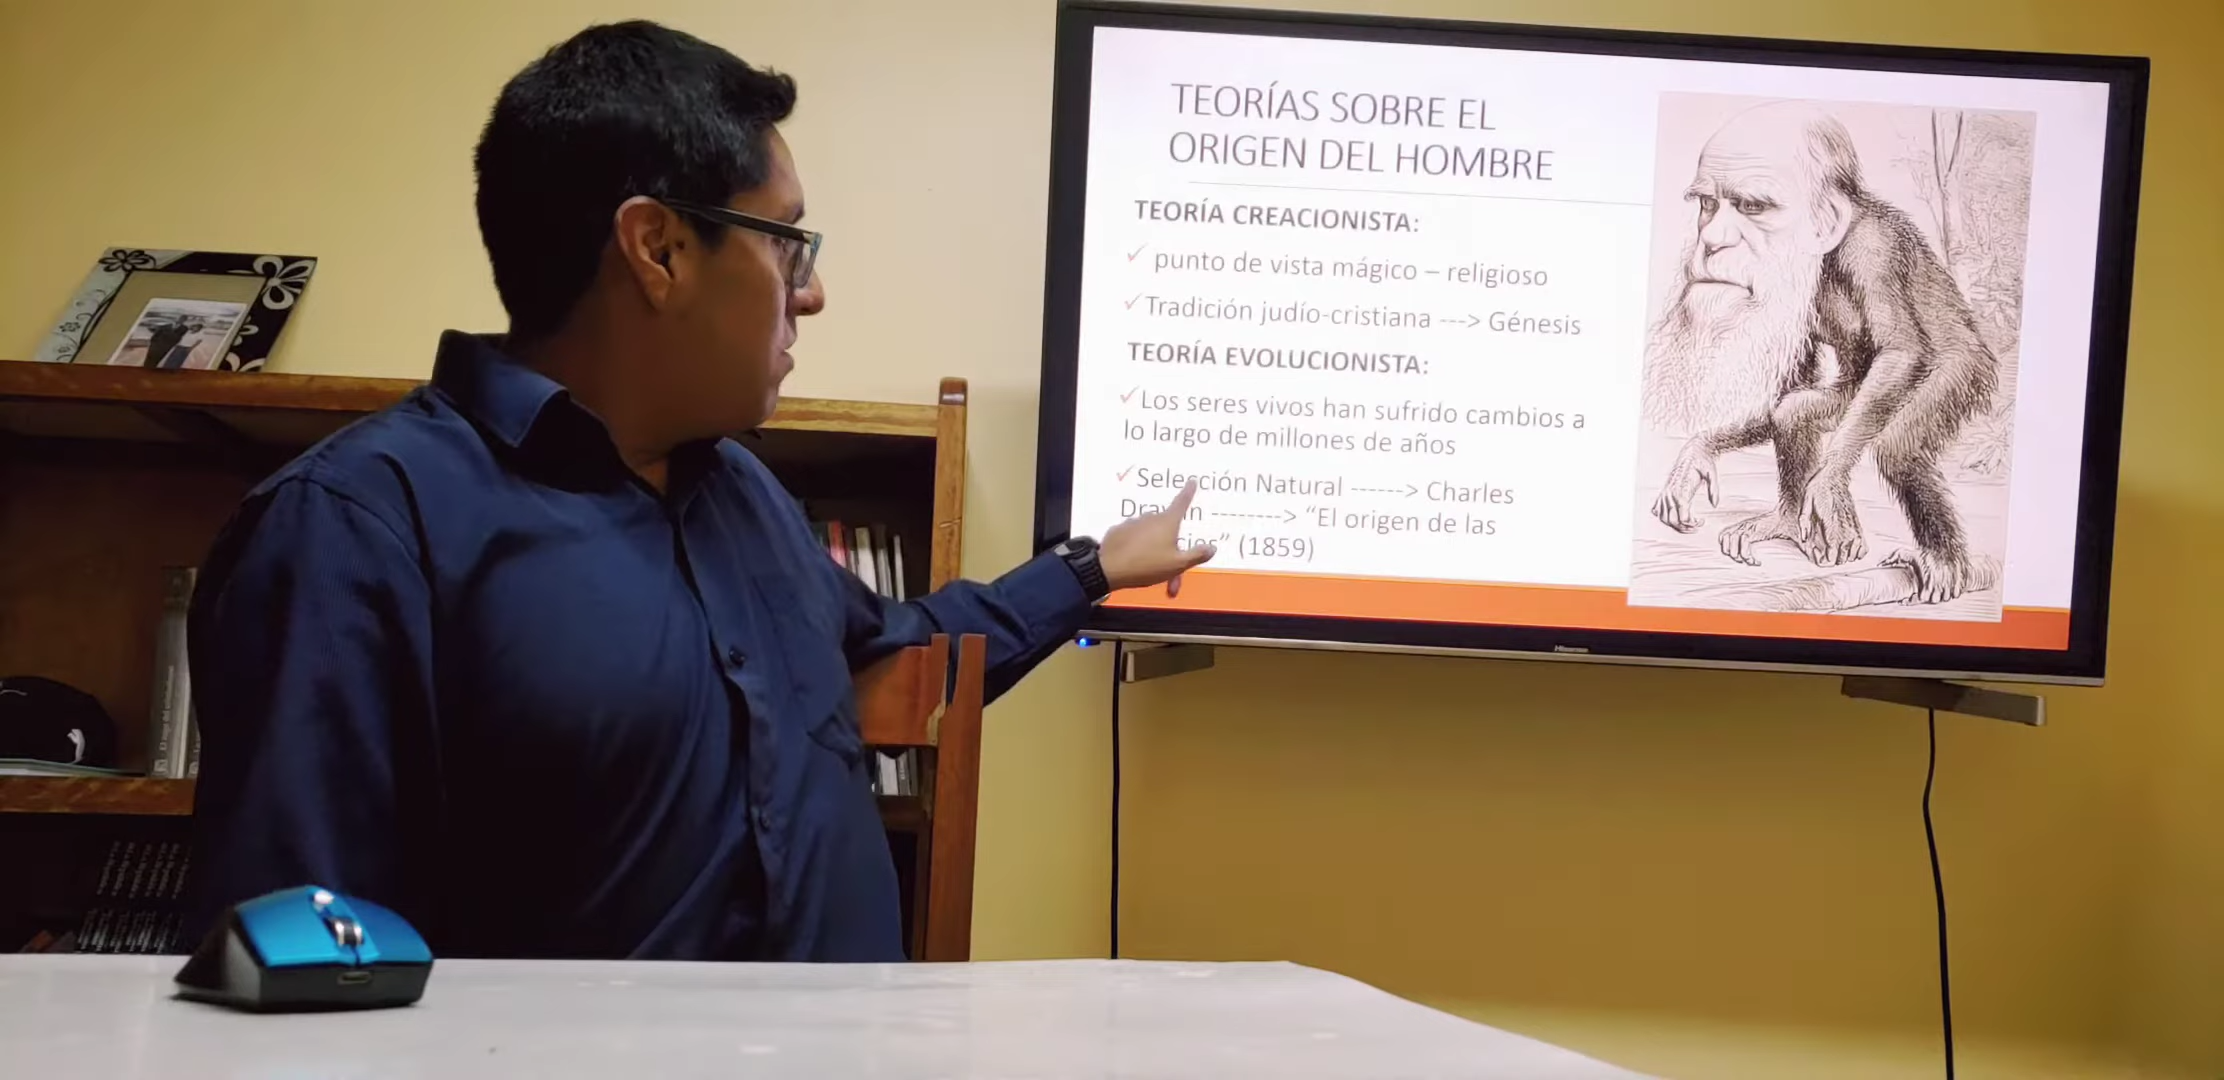 TEORÍAS SOBRE EL
ORIGEN DEL HOMBRE
TEORÍA CREACIONISTA:
✓ punto de vista mágico – religioso
✓Tradición judío-cristiana ---> Génesis
TEORÍA EVOLUCIONISTA:
✓Los seres vivos han sufrido cambios a
lo largo de millones de años
✓Selección Natural ------> Charles
--------> “El origen de las
(1859)
Hisense